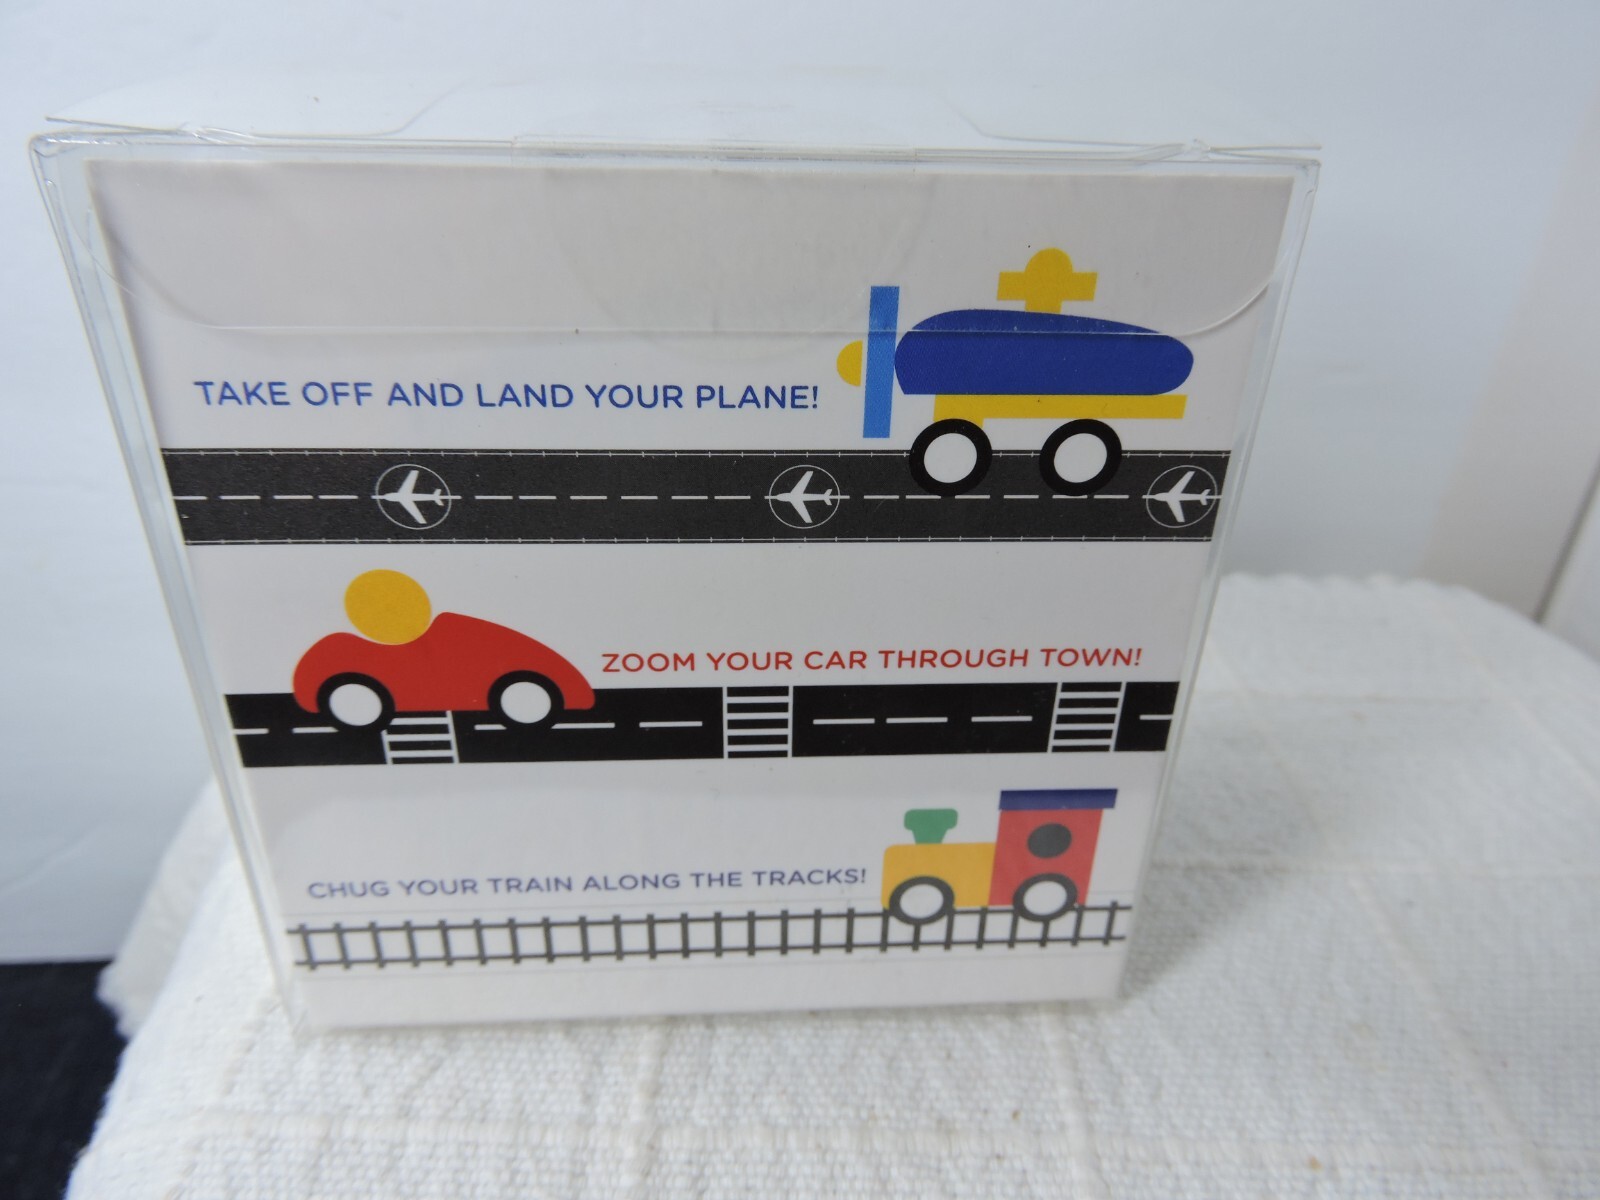 TAKE OFF AND LAND YOUR PLANE!
ZOOM YOUR CAR THROUGH TOWN!
CHUG YOUR TRAIN ALONG THE TRACKS!